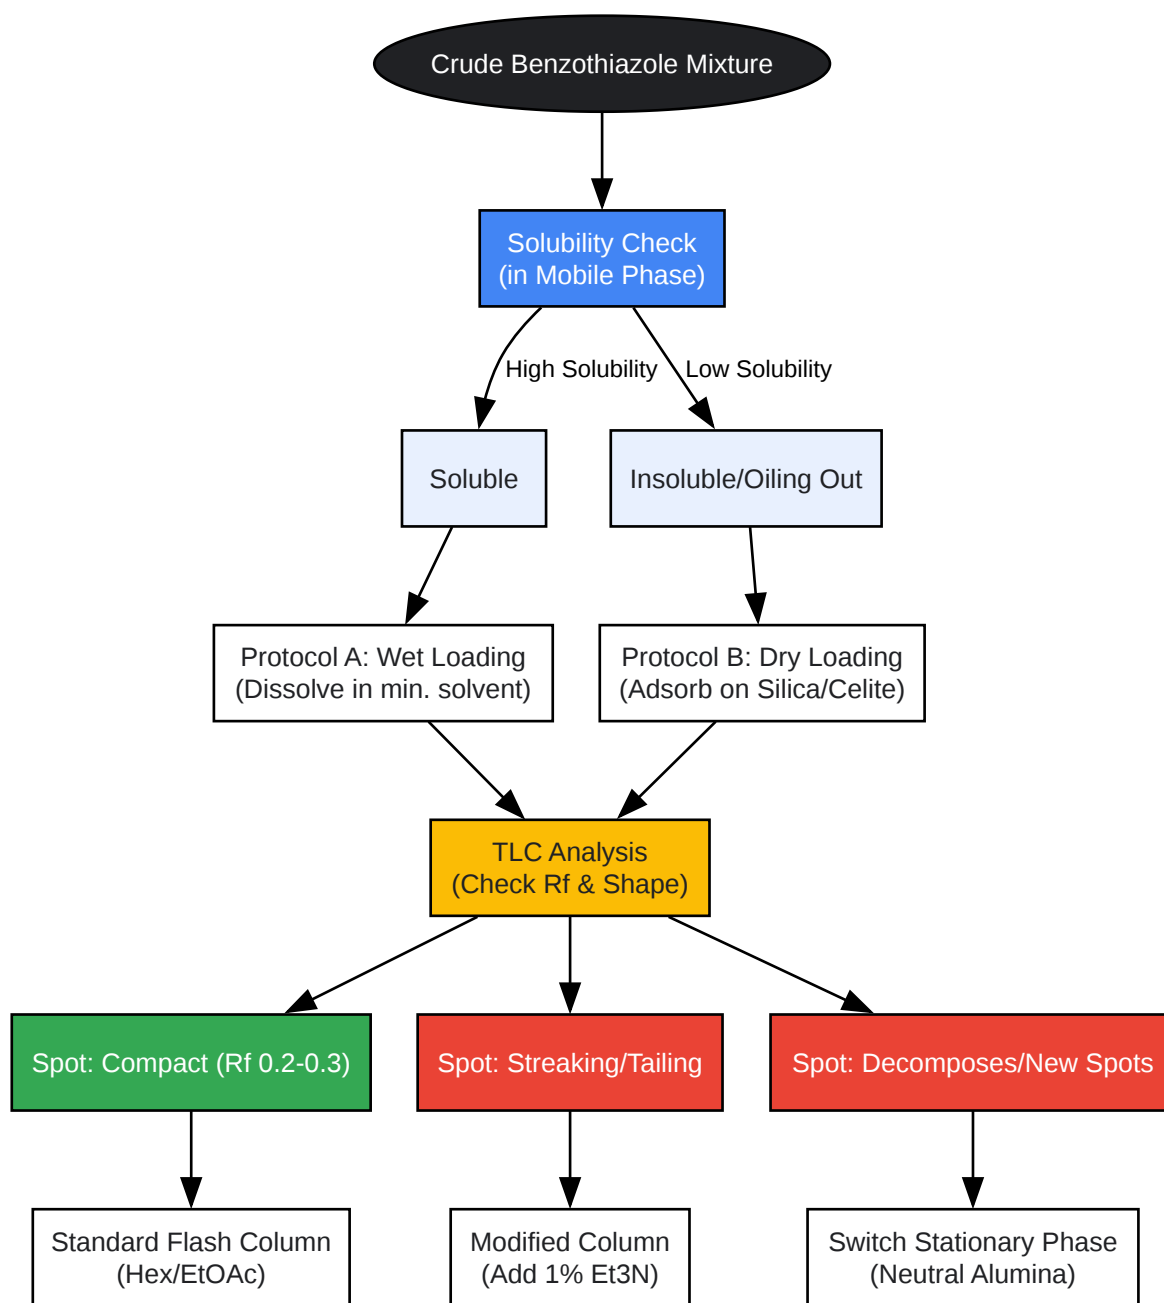 Crude Benzothiazole Mixture
Solubility Check
(in Mobile Phase)
High Solubility
Low Solubility
Soluble
Insoluble/Oiling Out
Protocol A: Wet Loading
(Dissolve in min. solvent)
Protocol B: Dry Loading
(Adsorb on Silica/Celite)
TLC Analysis
(Check Rf & Shape)
Spot: Compact (Rf 0.2-0.3)
Spot: Streaking/Tailing
Spot: Decomposes/New Spots
Standard Flash Column
(Hex/EtOAc)
Modified Column
(Add 1% Et3N)
Switch Stationary Phase
(Neutral Alumina)